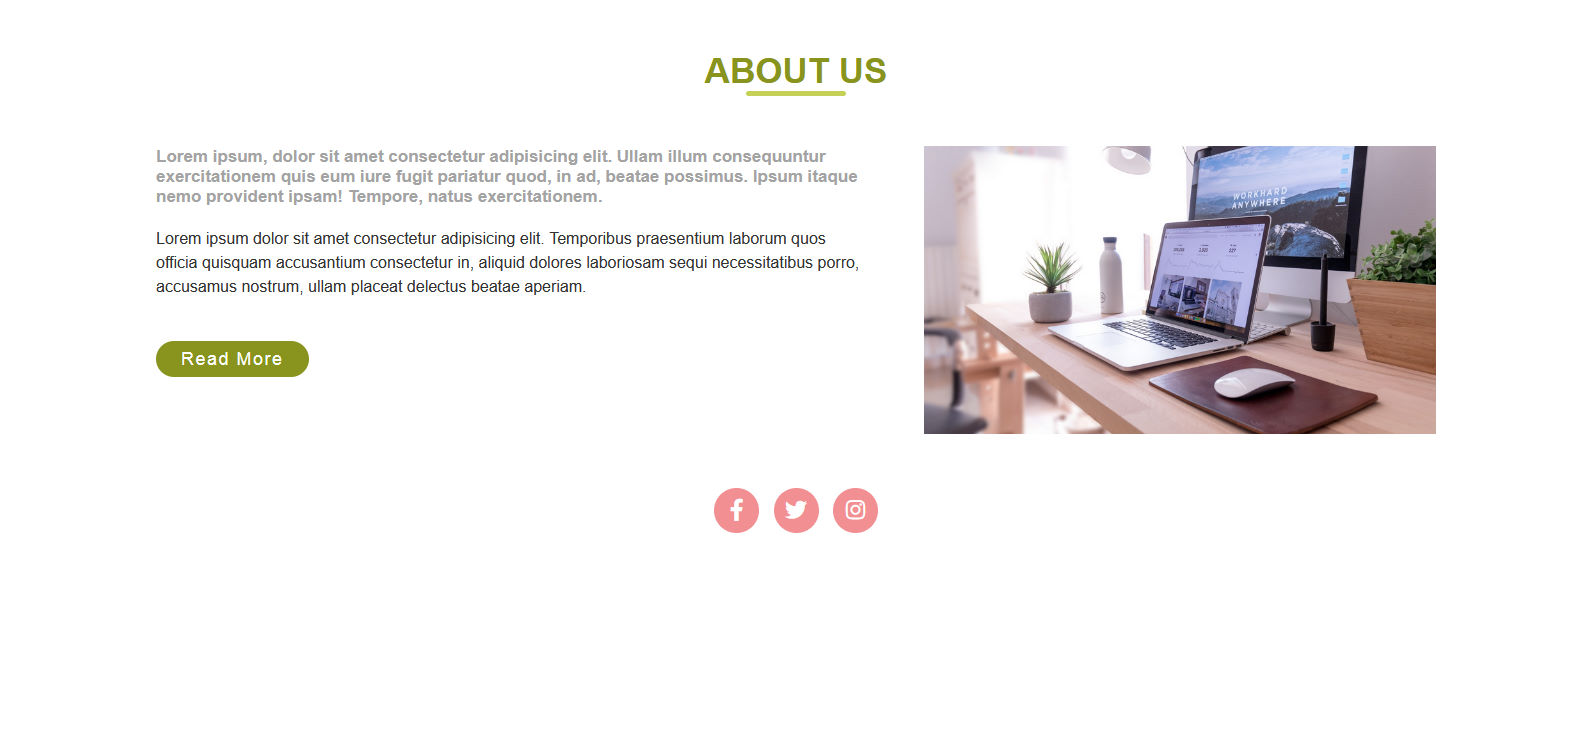 ABOUT US
Lorem ipsum, dolor sit amet consectetur adipisicing elit. Ullam illum consequuntur
exercitationem quis eum iure fugit pariatur quod, in ad, beatae possimus. Ipsum itaque
nemo provident ipsam! Tempore, natus exercitationem.
Lorem ipsum dolor sit amet consectetur adipisicing elit. Temporibus praesentium laborum quos
officia quisquam accusantium consectetur in, aliquid dolores laboriosam sequi necessitatibus porro,
accusamus nostrum, ullam placeat delectus beatae aperiam.
Read More
WORKHARD
ANYWHERE